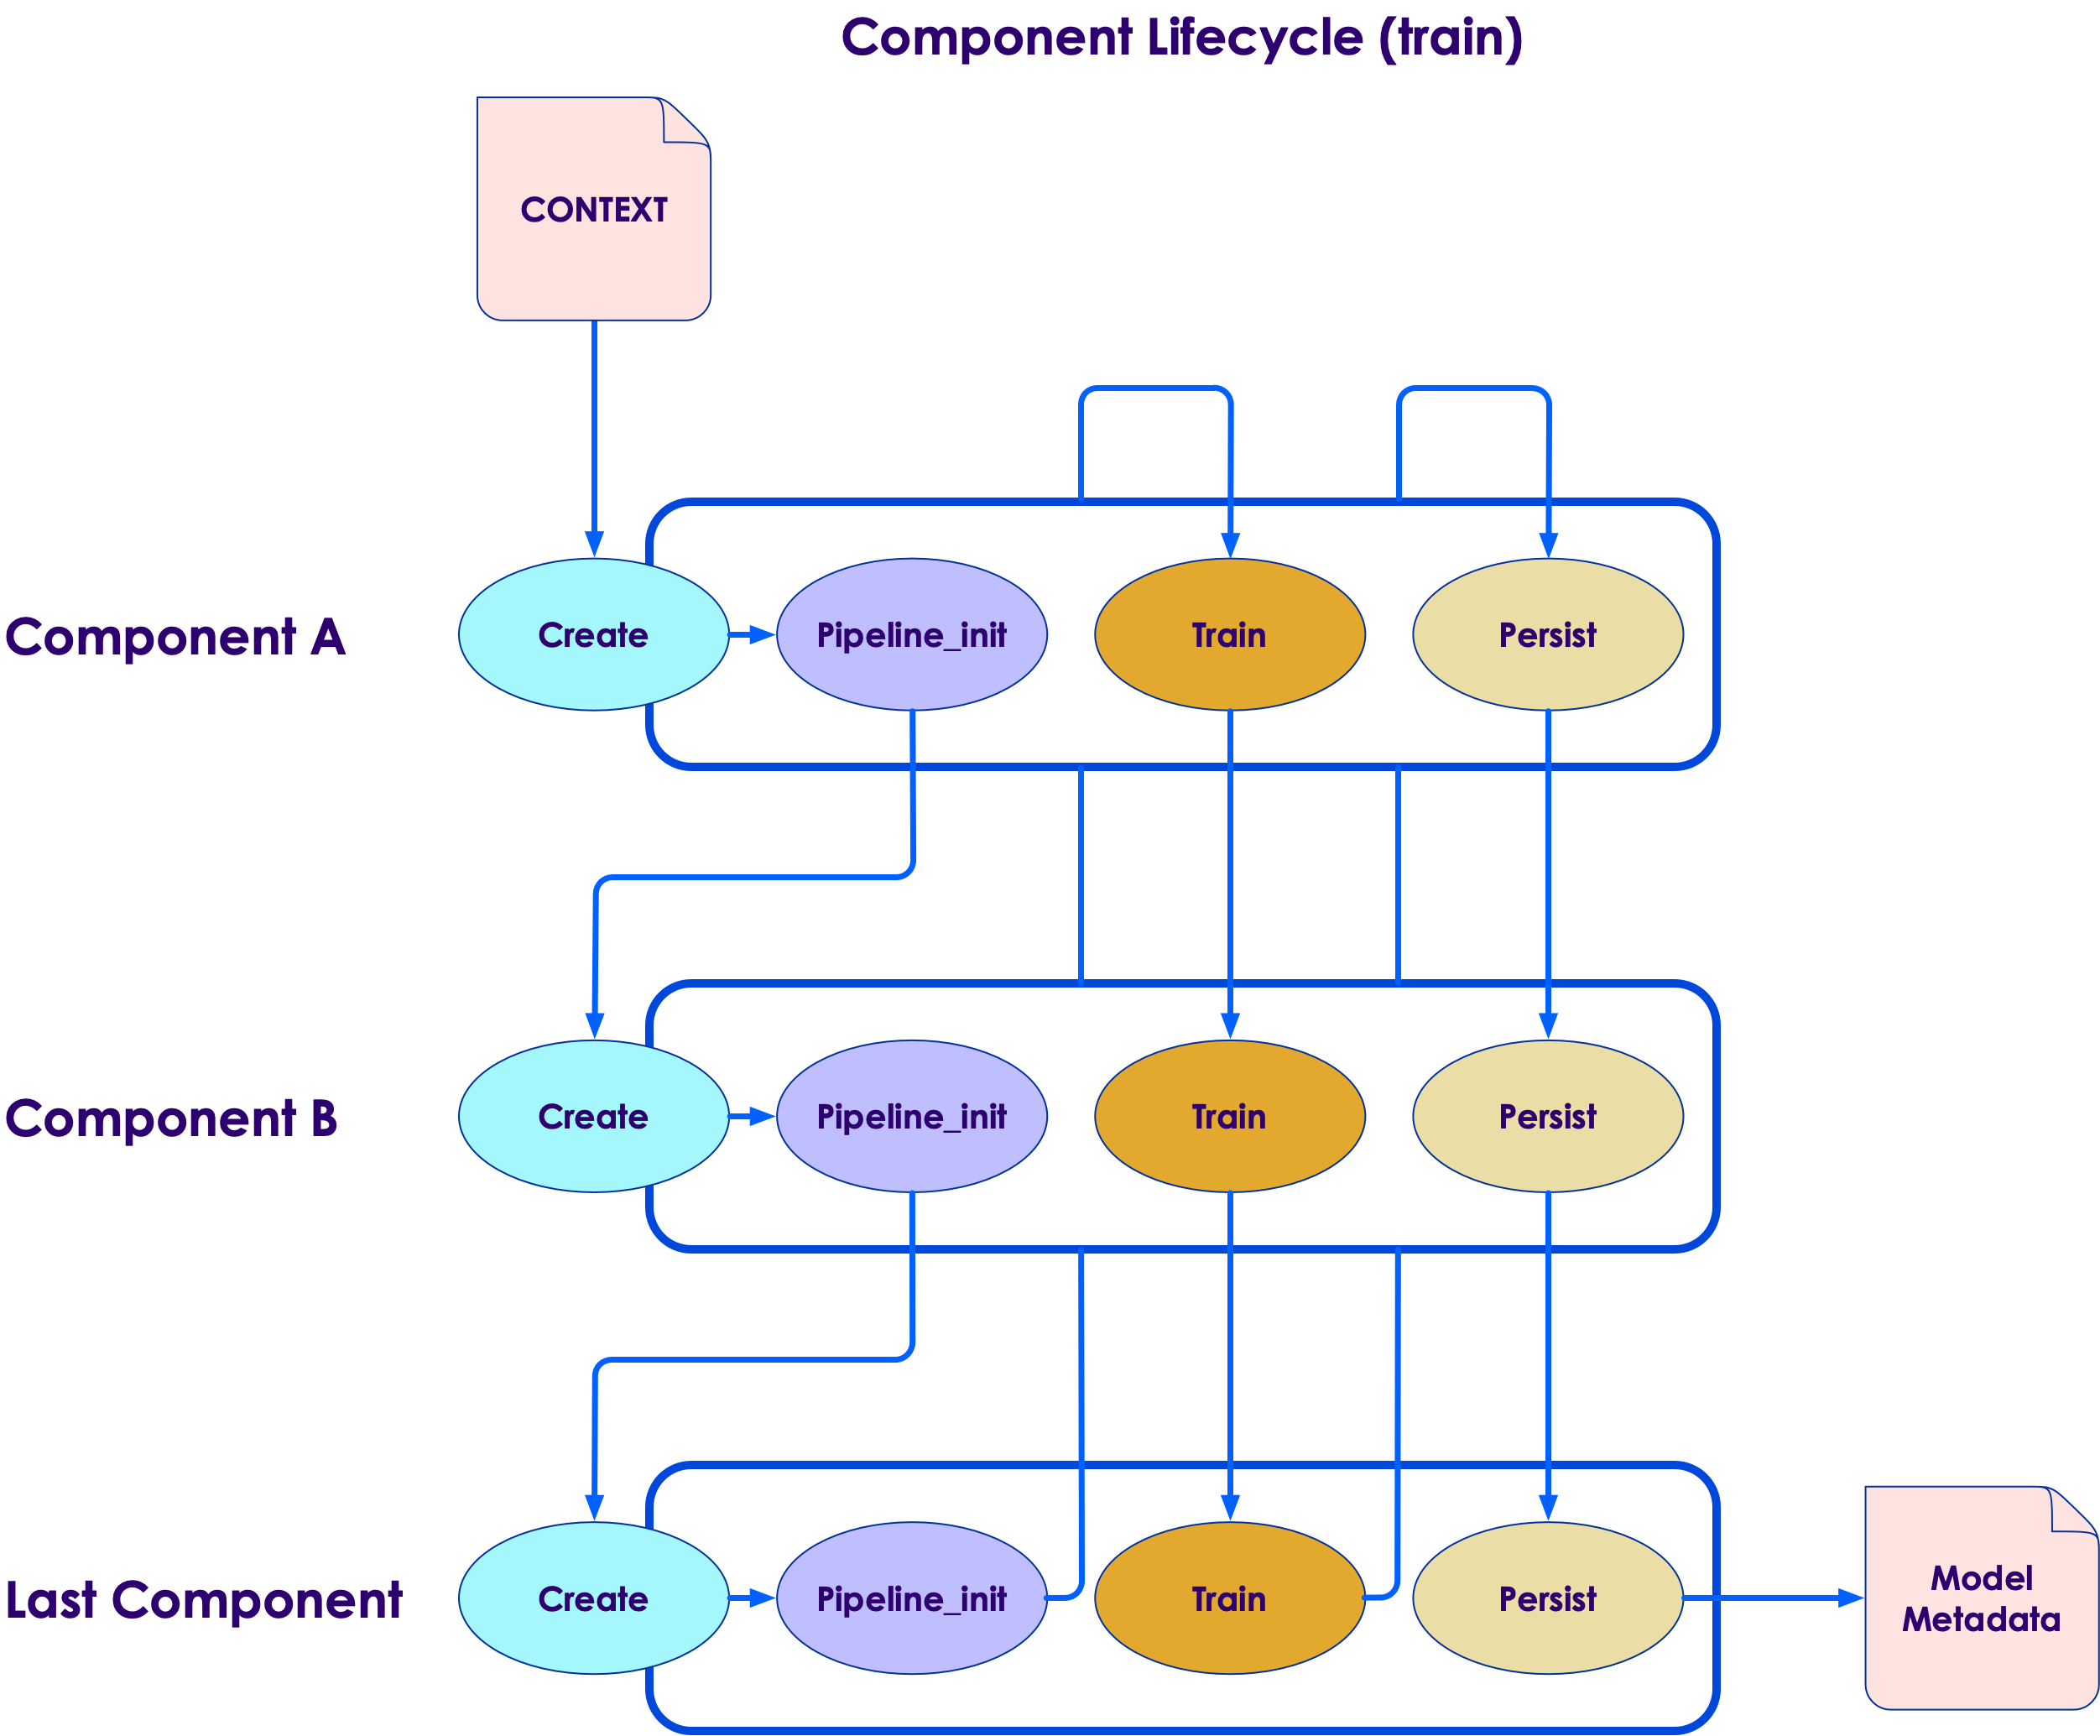 Component Lifecycle (train)
CONTEXT
Component A
Create
Pipeline_init
Train
Persist
Component B
Create
Pipeline_init
Train
Persist
Last Component
Create
Pipeline_init
Train
Persist
Model
Metadata